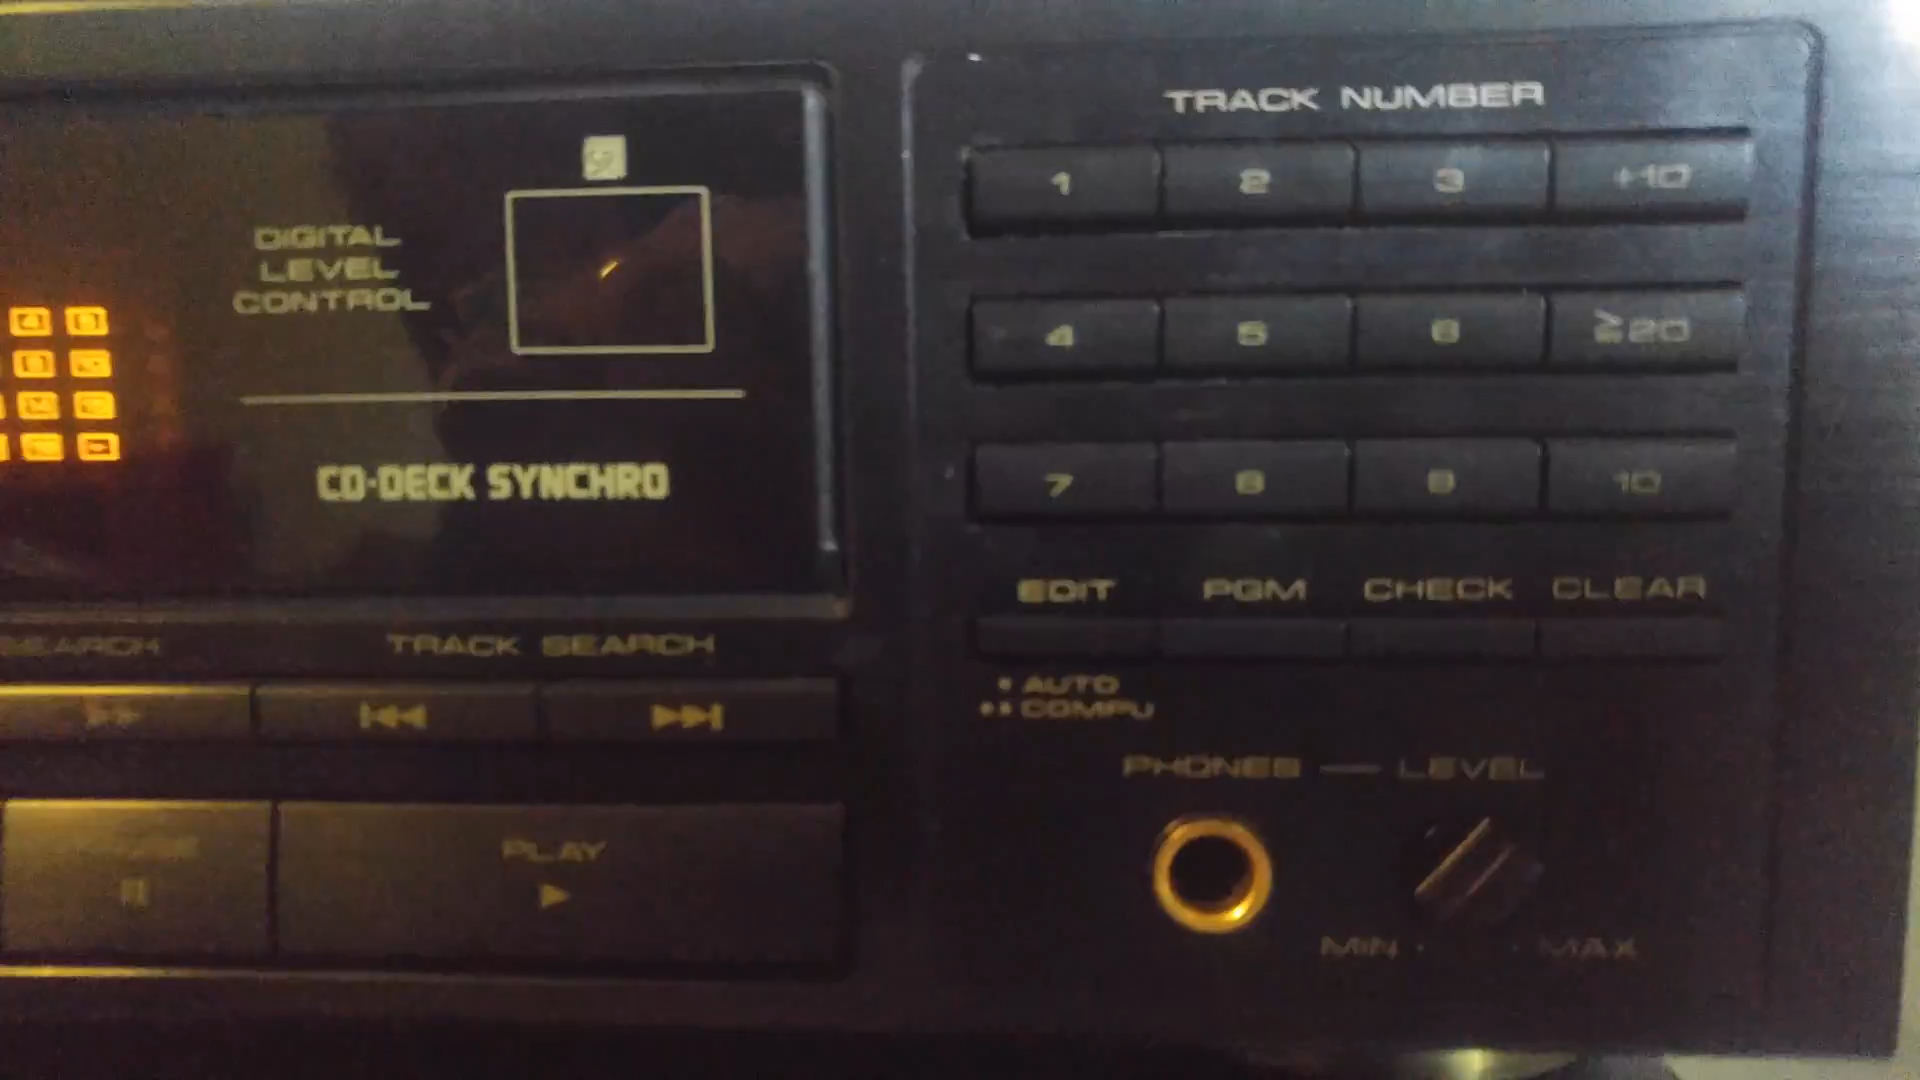 TRACK NUMBER
1 2 3 +10
DIGITAL
LEVEL
CONTROL
4 5 6 ≥20
CD·DECK SYNCHRO
7 8 9 10
EDIT PGM CHECK CLEAR
SEARCH TRACK SEARCH
• AUTO
•• COMPU
PHONES — LEVEL
PLAY
MIN MAX